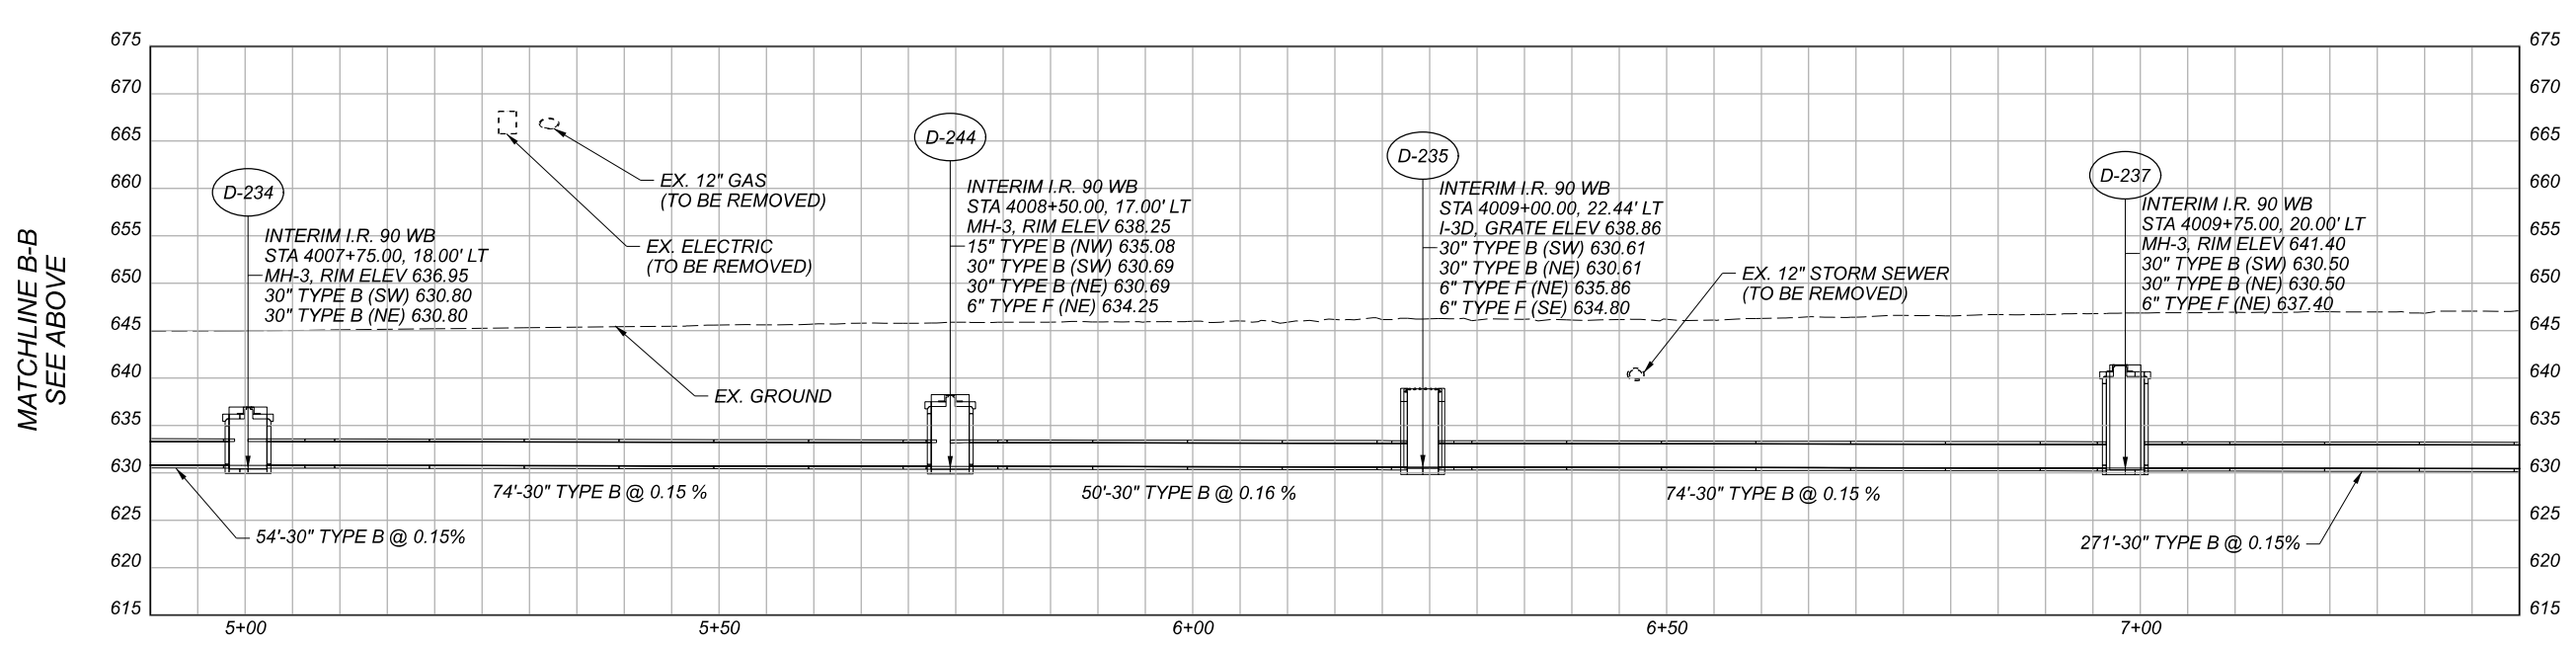 675
670
665
660
655
650
645
640
635
630
625
620
615
MATCHLINE B-B
SEE ABOVE
D-234
INTERIM I.R. 90 WB
STA 4007+75.00, 18.00' LT
MH-3, RIM ELEV 636.95
30" TYPE B (SW) 630.80
30" TYPE B (NE) 630.80
EX. 12" GAS
(TO BE REMOVED)
EX. ELECTRIC
(TO BE REMOVED)
EX. GROUND
D-244
INTERIM I.R. 90 WB
STA 4008+50.00, 17.00' LT
MH-3, RIM ELEV 638.25
15" TYPE B (NW) 635.08
30" TYPE B (SW) 630.69
30" TYPE B (NE) 630.69
6" TYPE F (NE) 634.25
D-235
INTERIM I.R. 90 WB
STA 4009+00.00, 22.44' LT
I-3D, GRATE ELEV 638.86
30" TYPE B (SW) 630.61
30" TYPE B (NE) 630.61
6" TYPE F (NE) 635.86
6" TYPE F (SE) 634.80
EX. 12" STORM SEWER
(TO BE REMOVED)
D-237
INTERIM I.R. 90 WB
STA 4009+75.00, 20.00' LT
MH-3, RIM ELEV 641.40
30" TYPE B (SW) 630.50
30" TYPE B (NE) 630.50
6" TYPE F (NE) 637.40
54'-30" TYPE B @ 0.15%
74'-30" TYPE B @ 0.15 %
50'-30" TYPE B @ 0.16 %
74'-30" TYPE B @ 0.15 %
271'-30" TYPE B @ 0.15%
675
670
665
660
655
650
645
640
635
630
625
620
615
5+00
5+50
6+00
6+50
7+00